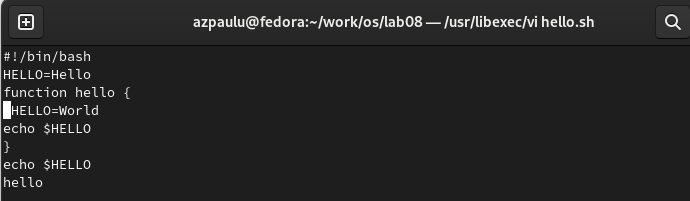 azpaulu@fedora:~/work/os/lab08 — /usr/libexec/vi hello.sh
#!/bin/bash
HELLO=Hello
function hello {
 HELLO=World
echo $HELLO
}
echo $HELLO
hello